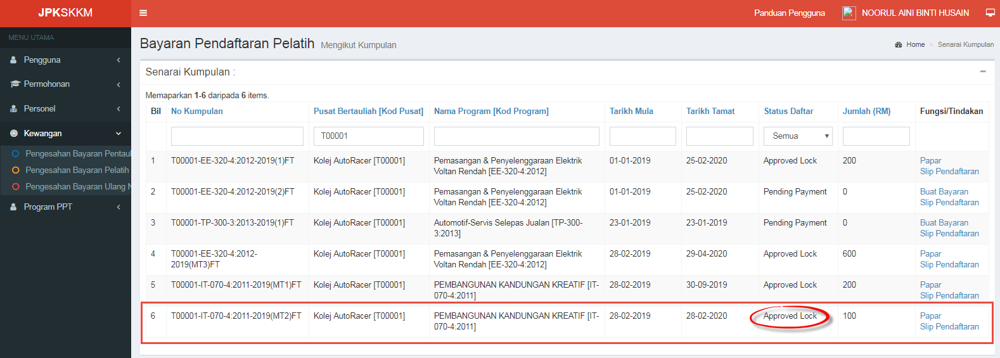 JPKSKKM
Panduan Pengguna NOORUL AINI BINTI HUSAIN
MENU UTAMA
Pengguna
Permohonan
Personel
Kewangan
Pengesahan Bayaran Pentaul
Pengesahan Bayaran Pelatih
Pengesahan Bayaran Ulang N
Program PPT
Bayaran Pendaftaran Pelatih Mengikut Kumpulan
Home > Senarai Kumpulan
Senarai Kumpulan :
Memaparkan 1-6 daripada 6 items.
Bil No Kumpulan Pusat Bertauliah [Kod Pusat] Nama Program [Kod Program] Tarikh Mula Tarikh Tamat Status Daftar Jumlah (RM) Fungsi/Tindakan
T00001 Semua
1 T00001-EE-320-4:2012-2019(1)FT Kolej AutoRacer [T00001] Pemasangan & Penyelenggaraan Elektrik 01-01-2019 25-02-2020 Approved Lock 200 Papar
Voltan Rendah [EE-320-4:2012] Slip Pendaftaran
2 T00001-EE-320-4:2012-2019(2)FT Kolej AutoRacer [T00001] Pemasangan & Penyelenggaraan Elektrik 01-01-2019 25-02-2020 Pending Payment 0 Buat Bayaran
Voltan Rendah [EE-320-4:2012] Slip Pendaftaran
3 T00001-TP-300-3:2013-2019(1)FT Kolej AutoRacer [T00001] Automotif-Servis Selepas Jualan [TP-300- 23-01-2019 23-01-2019 Pending Payment 0 Buat Bayaran
3:2013] Slip Pendaftaran
4 T00001-EE-320-4:2012- Kolej AutoRacer [T00001] Pemasangan & Penyelenggaraan Elektrik 28-02-2019 29-04-2020 Approved Lock 600 Papar
2019(MT3)FT Voltan Rendah [EE-320-4:2012] Slip Pendaftaran
5 T00001-IT-070-4:2011-2019(MT1)FT Kolej AutoRacer [T00001] PEMBANGUNAN KANDUNGAN KREATIF [IT- 28-02-2019 30-09-2019 Approved Lock 200 Papar
070-4:2011] Slip Pendaftaran
6 T00001-IT-070-4:2011-2019(MT2)FT Kolej AutoRacer [T00001] PEMBANGUNAN KANDUNGAN KREATIF [IT- 28-02-2019 28-02-2020 Approved Lock 100 Papar
070-4:2011] Slip Pendaftaran